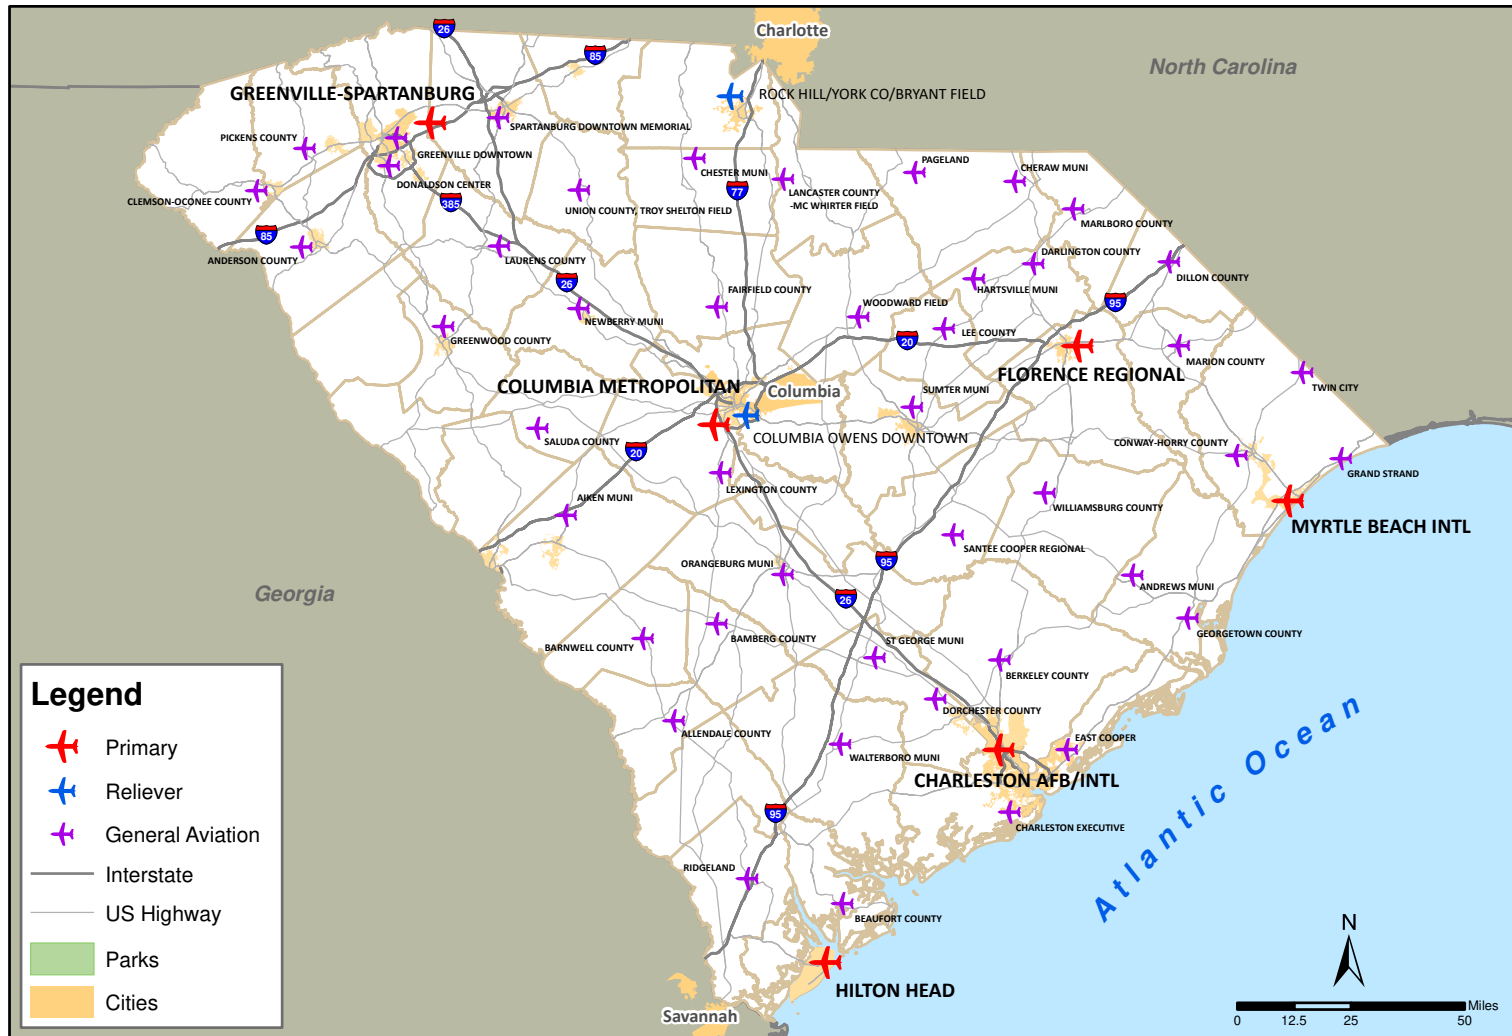 26
Charlotte
85
North Carolina
GREENVILLE-SPARTANBURG
ROCK HILL/YORK CO/BRYANT FIELD
SPARTANBURG DOWNTOWN MEMORIAL
PICKENS COUNTY
GREENVILLE DOWNTOWN
PAGELAND
CHERAW MUNI
CHESTER MUNI
DONALDSON CENTER
LANCASTER COUNTY
-MC WHIRTER FIELD
77
CLEMSON-OCONEE COUNTY
385
UNION COUNTY, TROY SHELTON FIELD
MARLBORO COUNTY
85
ANDERSON COUNTY
LAURENS COUNTY
DARLINGTON COUNTY
DILLON COUNTY
26
FAIRFIELD COUNTY
HARTSVILLE MUNI
WOODWARD FIELD
95
NEWBERRY MUNI
LEE COUNTY
GREENWOOD COUNTY
20
MARION COUNTY
FLORENCE REGIONAL
TWIN CITY
COLUMBIA METROPOLITAN
Columbia
SUMTER MUNI
COLUMBIA OWENS DOWNTOWN
SALUDA COUNTY
20
CONWAY-HORRY COUNTY
GRAND STRAND
LEXINGTON COUNTY
AIKEN MUNI
WILLIAMSBURG COUNTY
MYRTLE BEACH INTL
SANTEE COOPER REGIONAL
95
ORANGEBURG MUNI
ANDREWS MUNI
Georgia
26
GEORGETOWN COUNTY
BAMBERG COUNTY
ST GEORGE MUNI
BARNWELL COUNTY
BERKELEY COUNTY
DORCHESTER COUNTY
ALLENDALE COUNTY
EAST COOPER
WALTERBORO MUNI
CHARLESTON AFB/INTL
95
CHARLESTON EXECUTIVE
Atlantic Ocean
RIDGELAND
BEAUFORT COUNTY
HILTON HEAD
Savannah
Legend
Primary
Reliever
General Aviation
Interstate
US Highway
Parks
Cities
N
Miles
0 12.5 25 50